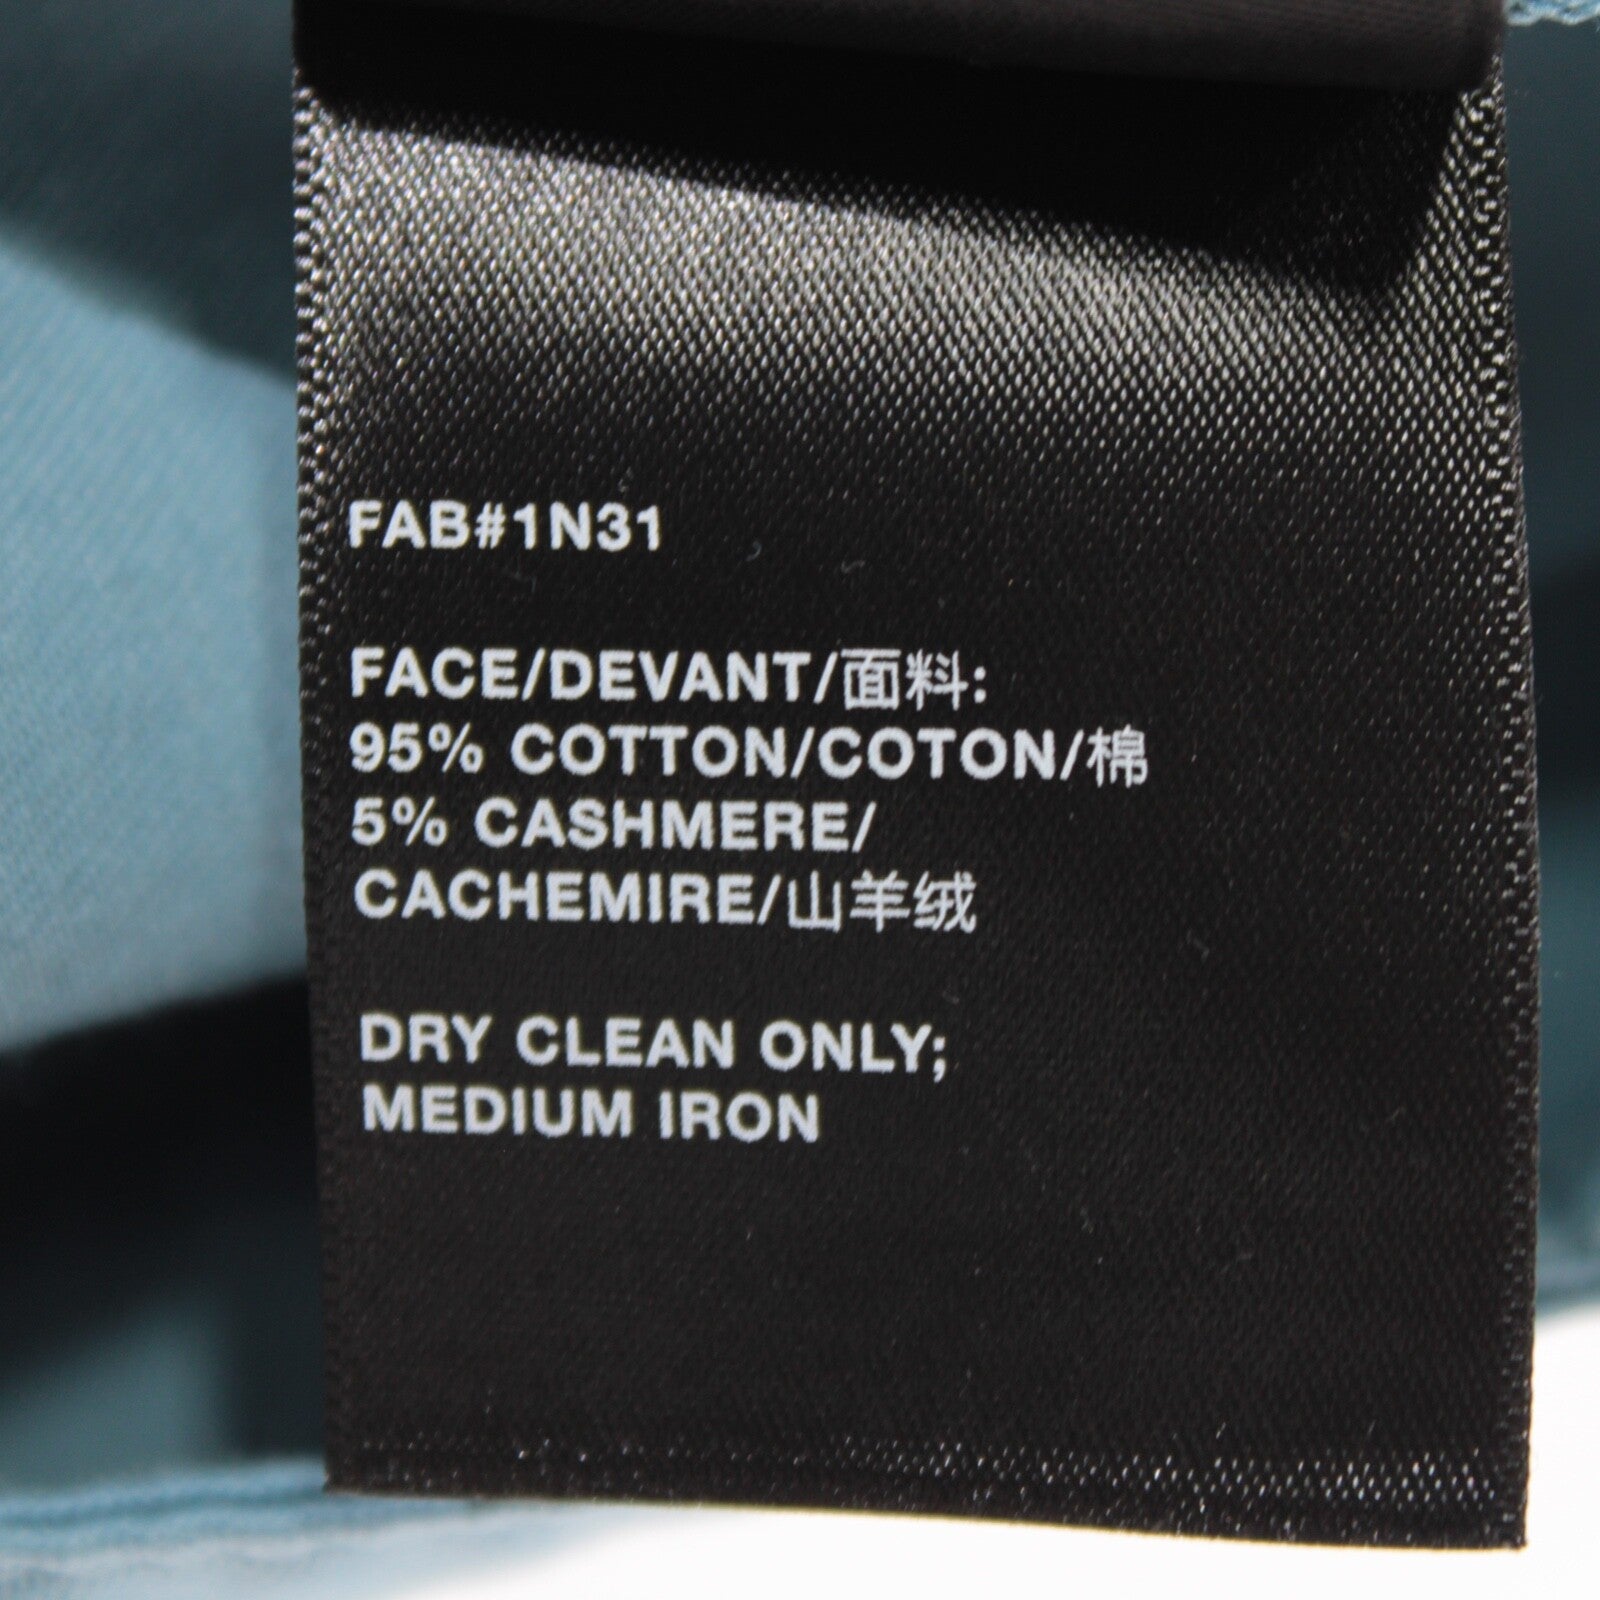 FAB#1N31
FACE/DEVANT/面料:
95% COTTON/COTON/棉
5% CASHMERE/
CACHEMIRE/山羊绒
DRY CLEAN ONLY;
MEDIUM IRON